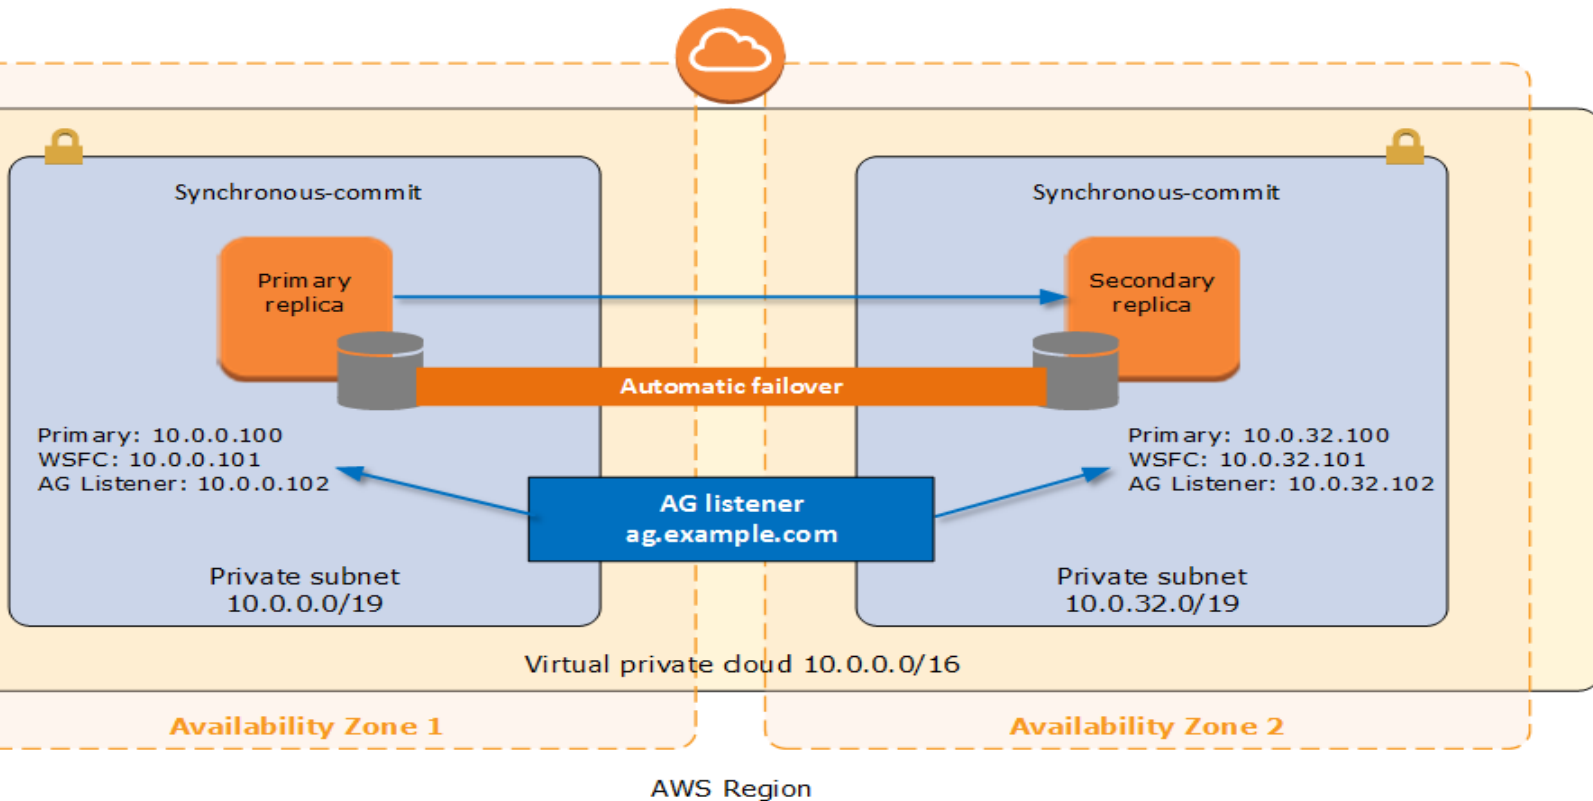 Synchronous-commit
Primary
replica
Primary: 10.0.0.100
WSFC: 10.0.0.101
AG Listener: 10.0.0.102
Private subnet
10.0.0.0/19
Synchronous-commit
Secondary
replica
Primary: 10.0.32.100
WSFC: 10.0.32.101
AG Listener: 10.0.32.102
Private subnet
10.0.32.0/19
Automatic failover
AG listener
ag.example.com
Virtual private cloud 10.0.0.0/16
Availability Zone 1
Availability Zone 2
AWS Region